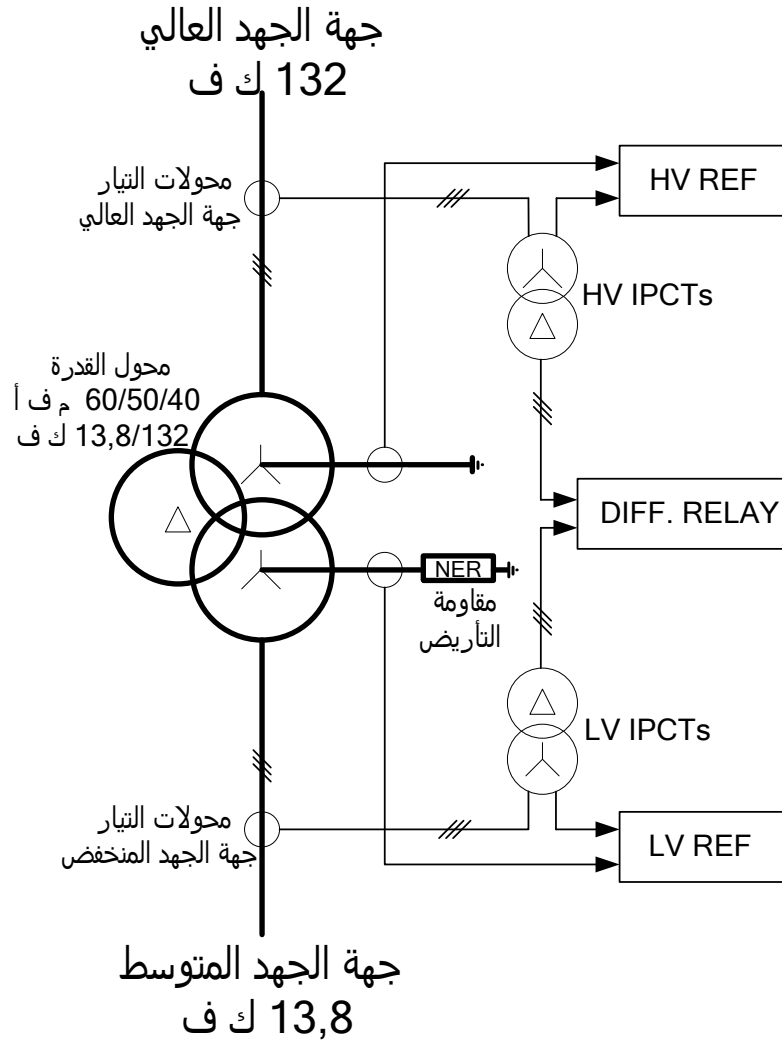 جهة الجهد العالي
132 ك ف
محولات التيار
جهة الجهد العالي
HV REF
HV IPCTs
محول القدرة
60/50/40 م ف أ
13,8/132 ك ف
DIFF. RELAY
NER
مقاومة
التأريض
LV IPCTs
محولات التيار
جهة الجهد المنخفض
LV REF
جهة الجهد المتوسط
13,8 ك ف